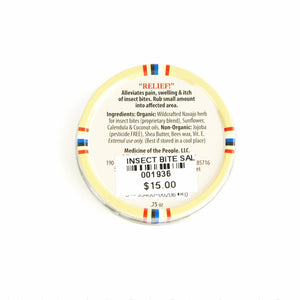 "RELIEF!"
Alleviates pain, swelling & itch
of insect bites. Rub small amount
into affected area.
Ingredients: Organic: Wildcrafted Navajo herb
for insect bites (proprietary blend), Sunflower,
Calendula & Coconut oils. Non-Organic: Jojoba
(pesticide free), Shea Butter, Bees wax, Vit. E.
External use only. (Best if stored in a cool place)
Medicine of the People, LLC.
190 85716
INSECT BITE SAL
001936
$15.00
.75 oz